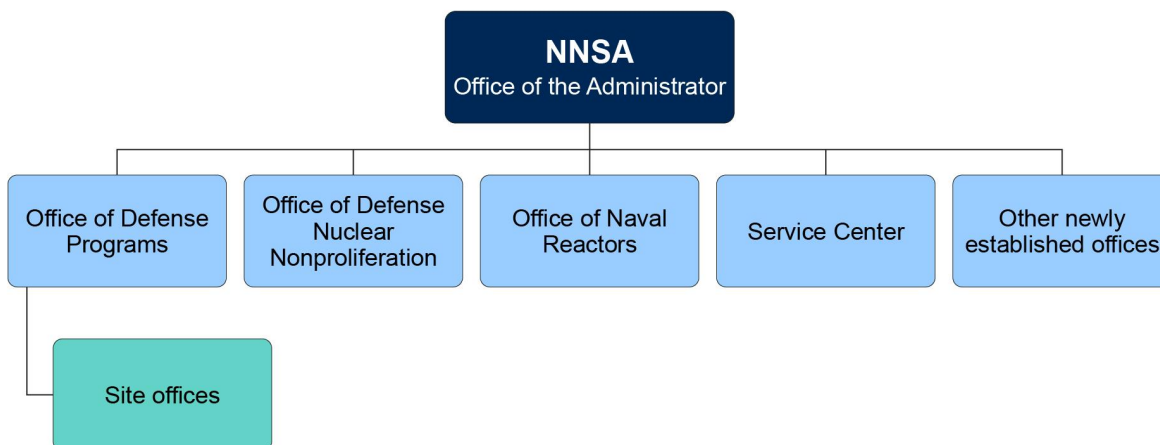 NNSA
Office of the Administrator
Office of Defense
Programs
Office of Defense
Nuclear
Nonproliferation
Office of Naval
Reactors
Service Center
Other newly
established offices
Site offices